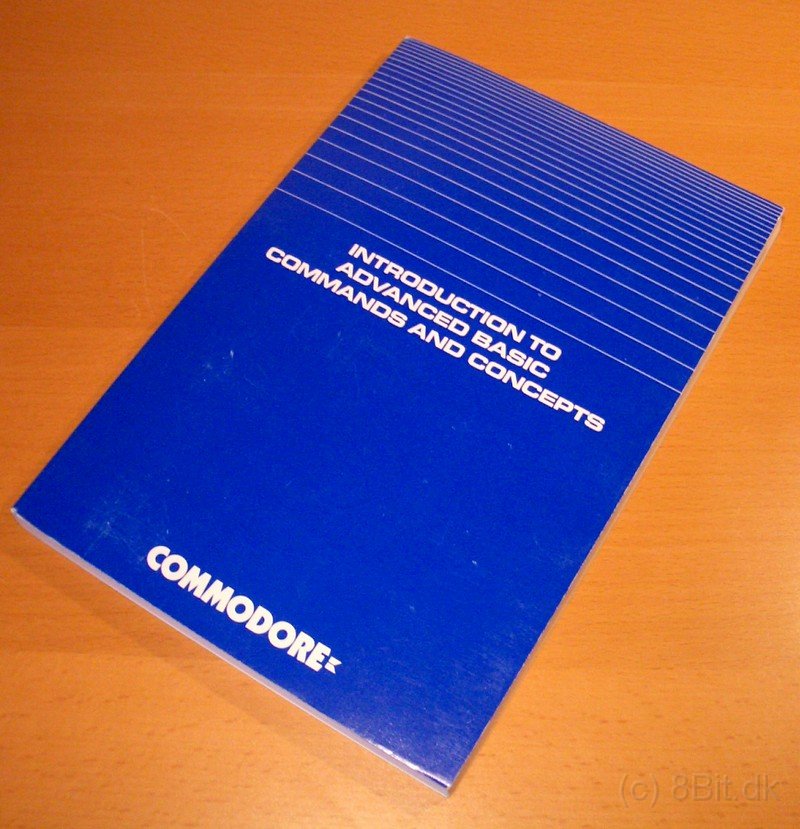 INTRODUCTION TO
ADVANCED BASIC
COMMANDS AND CONCEPTS
COMMODORE
(c) 8Bit.dk